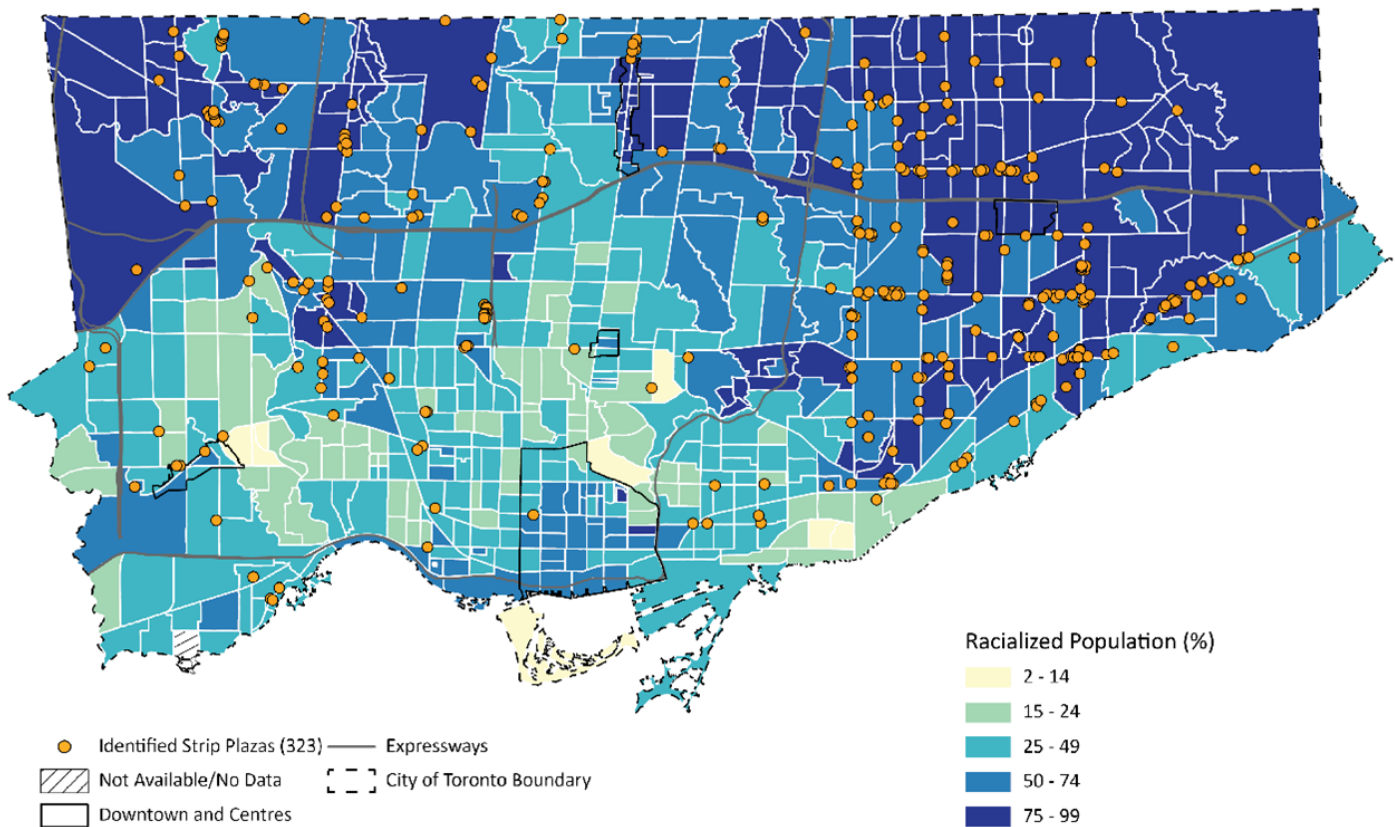 Racialized Population (%)
2 - 14
15 - 24
25 - 49
50 - 74
75 - 99
Identified Strip Plazas (323)
Expressways
Not Available/No Data
City of Toronto Boundary
Downtown and Centres